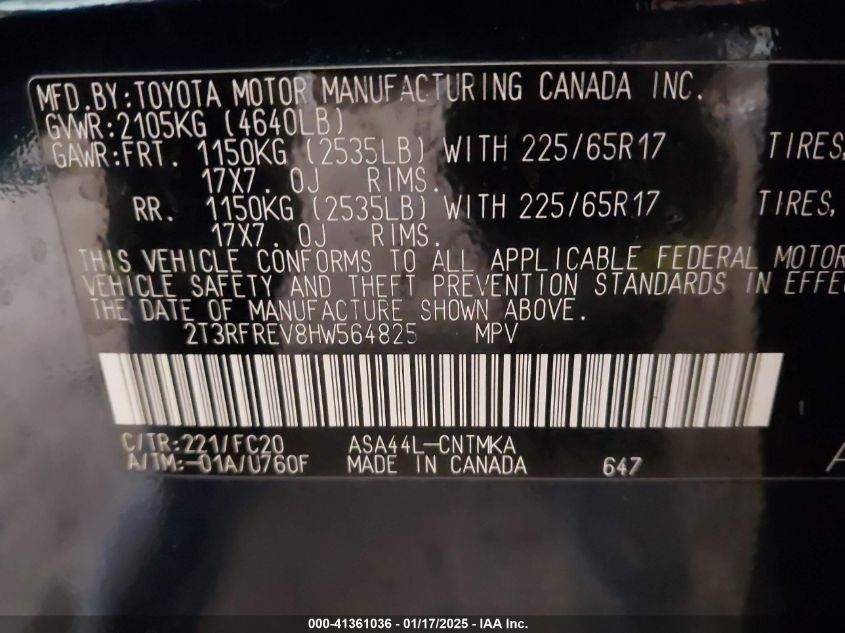 MFD.BY:TOYOTA MOTOR MANUFACTURING CANADA INC.
GVWR:2105KG (4640LB)
GAWR:FRT. 1150KG (2535LB) WITH 225/65R17 TIRES,
17X7.0J RIMS.
RR. 1150KG (2535LB) WITH 225/65R17 TIRES,
17X7.0J RIMS.
THIS VEHICLE CONFORMS TO ALL APPLICABLE FEDERAL MOTOR
VEHICLE SAFETY AND THEFT PREVENTION STANDARDS IN EFFE
THE DATE OF MANUFACTURE SHOWN ABOVE.
2T3RFREV8HW564825 MPV
C/TR:221/FC20 ASA44L-CNTMKA
A/TM:-01A/U760F MADE IN CANADA 647 A
000-41361036 - 01/17/2025 - IAA Inc.